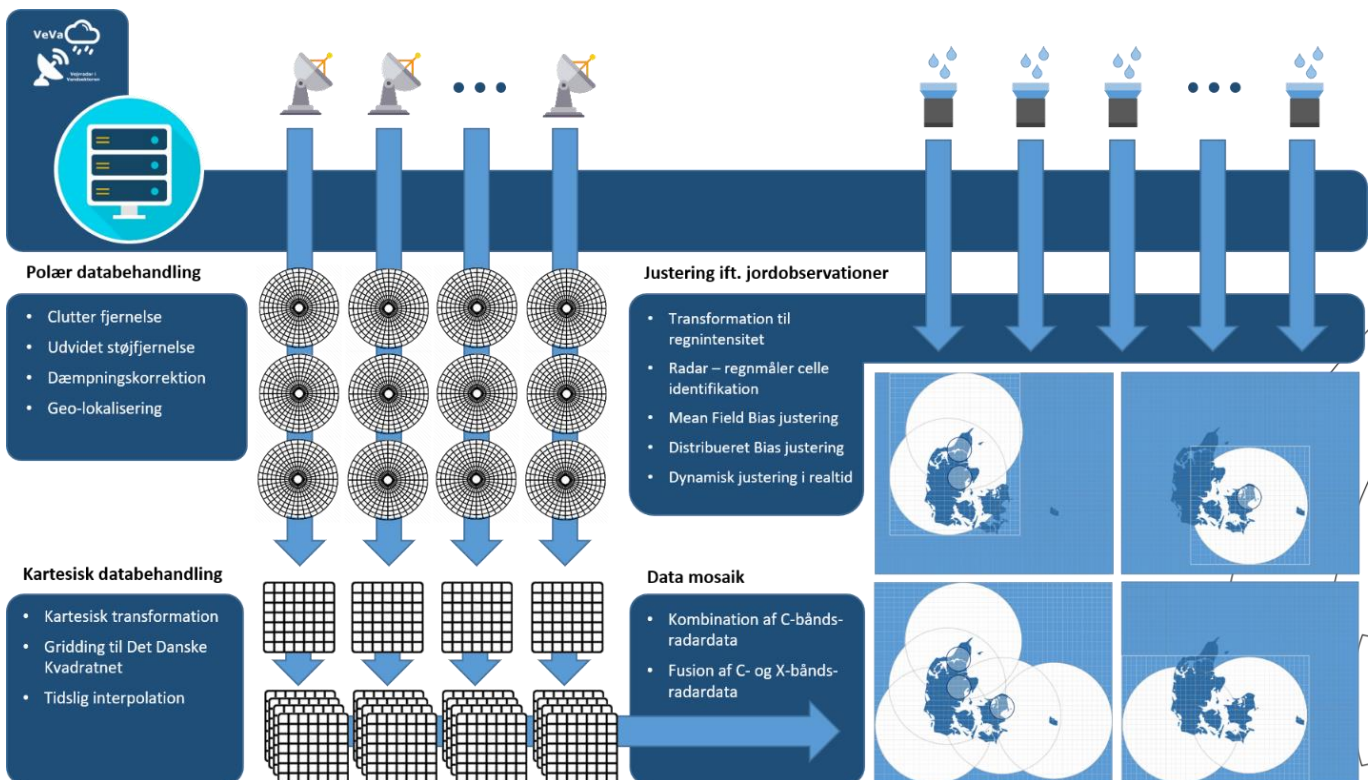 VeVa
Vejrradar i
Vandsektoren
Polær databehandling
• Clutter fjernelse
• Udvidet støjfjernelse
• Dæmpningskorrektion
• Geo-lokalisering
Justering ift. jordobservationer
• Transformation til
regnintensitet
• Radar – regnmåler celle
identifikation
• Mean Field Bias justering
• Distribueret Bias justering
• Dynamisk justering i realtid
Kartesisk databehandling
• Kartesisk transformation
• Gridding til Det Danske
Kvadratnet
• Tidslig interpolation
Data mosaik
• Kombination af C-bånds-
radardata
• Fusion af C- og X-bånds-
radardata